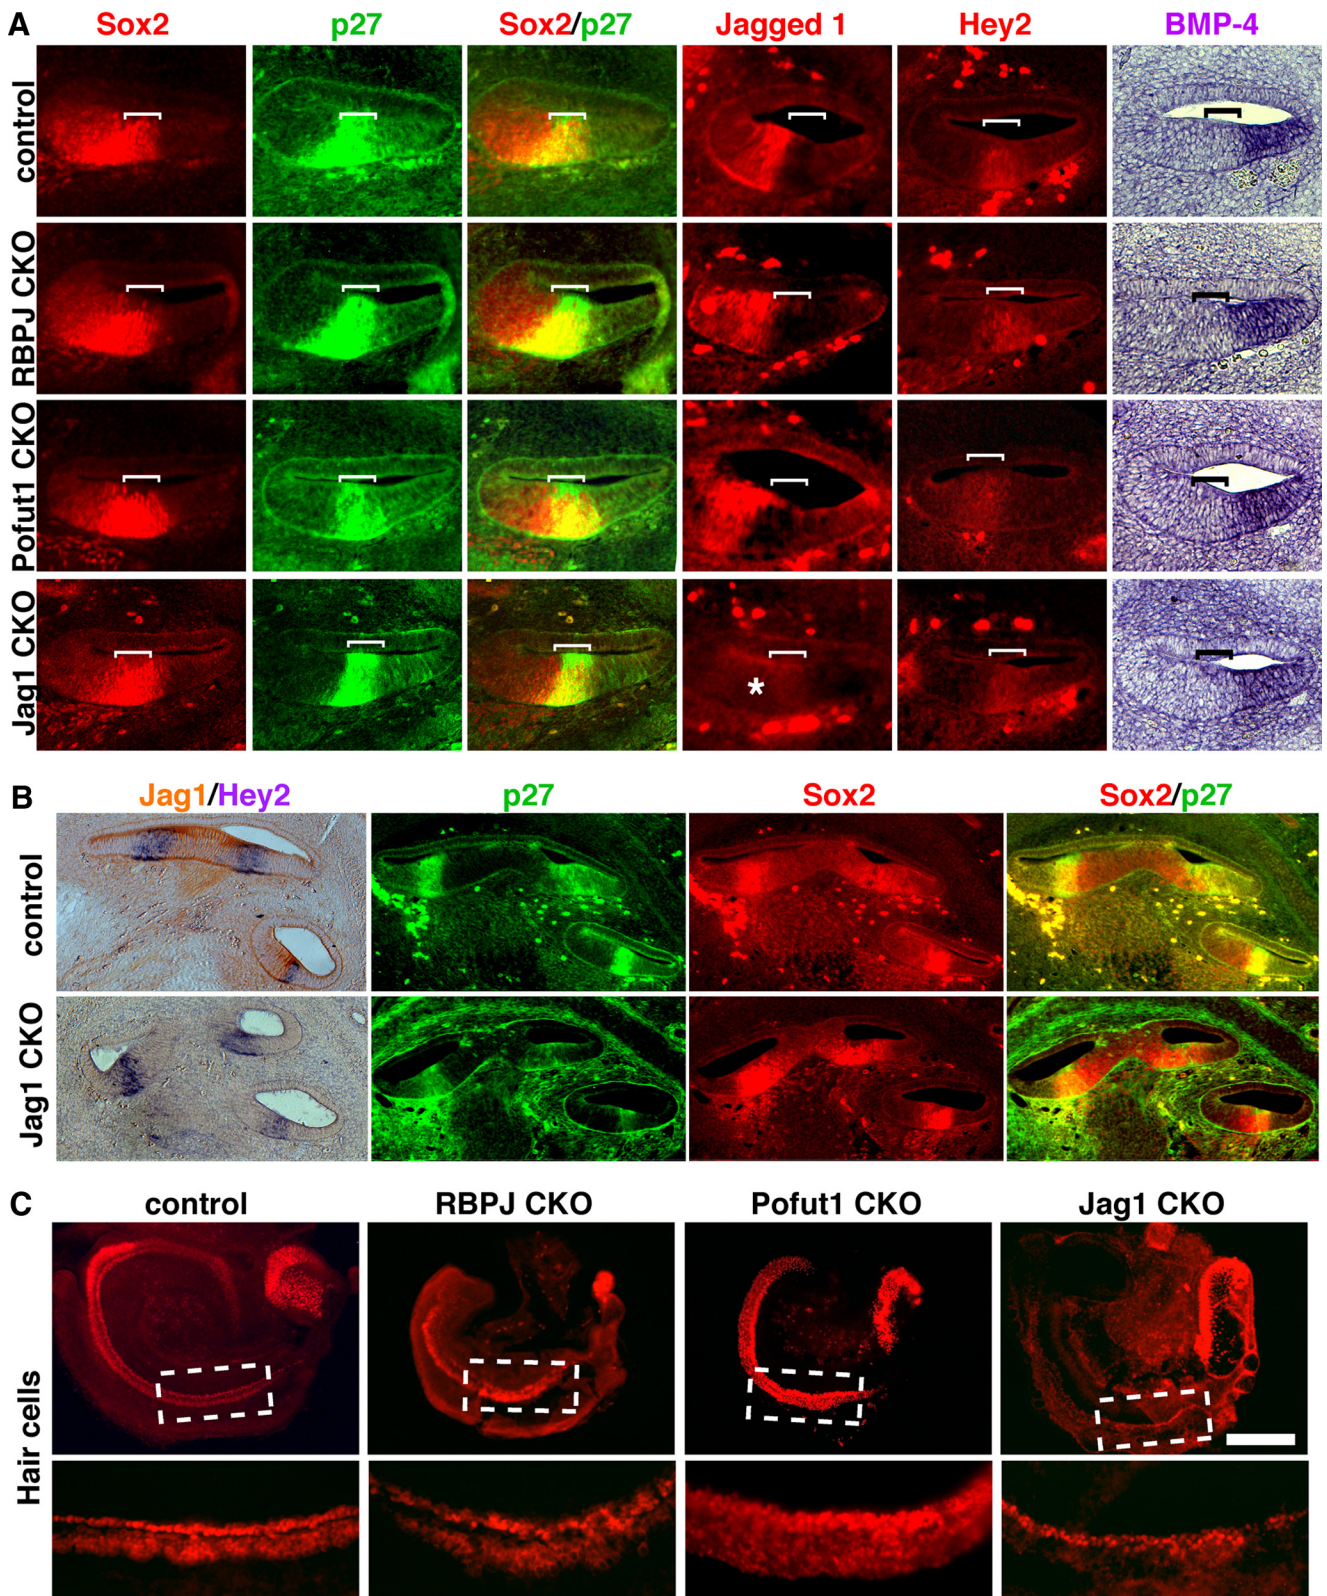 A Sox2 p27 Sox2/p27 Jagged 1 Hey2 BMP-4
control
RBPJ CKO
Pofut1 CKO
Jag1 CKO
*
B Jag1/Hey2 p27 Sox2 Sox2/p27
control
Jag1 CKO
C control RBPJ CKO Pofut1 CKO Jag1 CKO
Hair cells